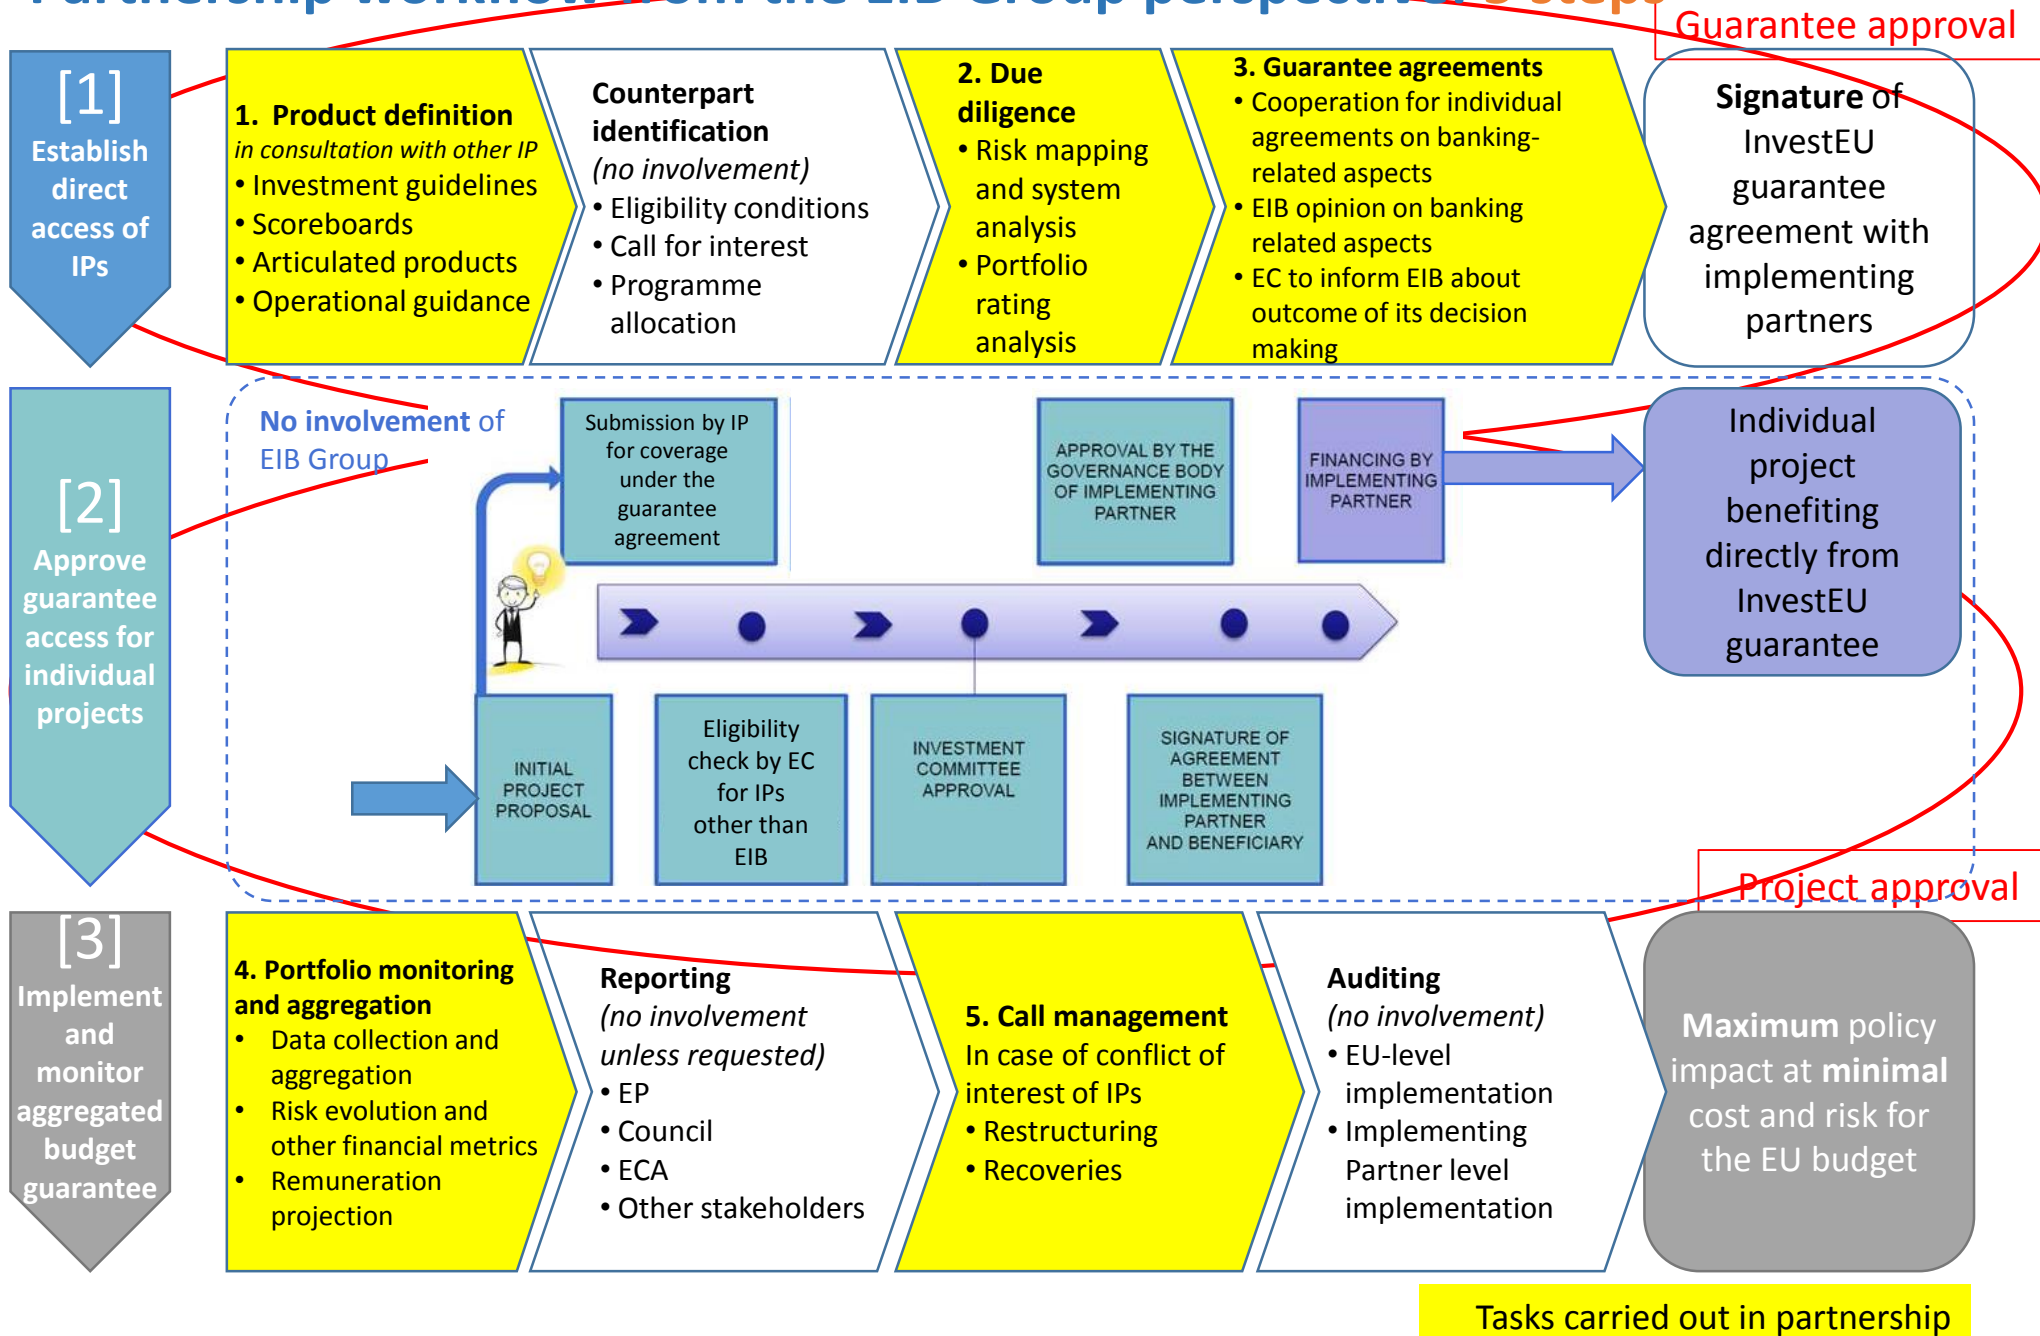 Partnership workflow from the EIB Group perspective: 5 steps
Guarantee approval
[1]
Establish
direct
access of
IPs
1. Product definition
in consultation with other IP
• Investment guidelines
• Scoreboards
• Articulated products
• Operational guidance
Counterpart
identification
(no involvement)
• Eligibility conditions
• Call for interest
• Programme
allocation
2. Due
diligence
• Risk mapping
and system
analysis
• Portfolio
rating
analysis
3. Guarantee agreements
• Cooperation for individual
agreements on banking-
related aspects
• EIB opinion on banking
related aspects
• EC to inform EIB about
outcome of its decision
making
Signature of
InvestEU
guarantee
agreement with
implementing
partners
[2]
Approve
guarantee
access for
individual
projects
No involvement of
EIB Group
Submission by IP
for coverage
under the
guarantee
agreement
APPROVAL BY THE
GOVERNANCE BODY
OF IMPLEMENTING
PARTNER
FINANCING BY
IMPLEMENTING
PARTNER
Individual
project
benefiting
directly from
InvestEU
guarantee
INITIAL
PROJECT
PROPOSAL
Eligibility
check by EC
for IPs
other than
EIB
INVESTMENT
COMMITTEE
APPROVAL
SIGNATURE OF
AGREEMENT
BETWEEN
IMPLEMENTING
PARTNER
AND BENEFICIARY
Project approval
[3]
Implement
and
monitor
aggregated
budget
guarantee
4. Portfolio monitoring
and aggregation
• Data collection and
aggregation
• Risk evolution and
other financial metrics
• Remuneration
projection
Reporting
(no involvement
unless requested)
• EP
• Council
• ECA
• Other stakeholders
5. Call management
In case of conflict of
interest of IPs
• Restructuring
• Recoveries
Auditing
(no involvement)
• EU-level
implementation
• Implementing
Partner level
implementation
Maximum policy
impact at minimal
cost and risk for
the EU budget
Tasks carried out in partnership